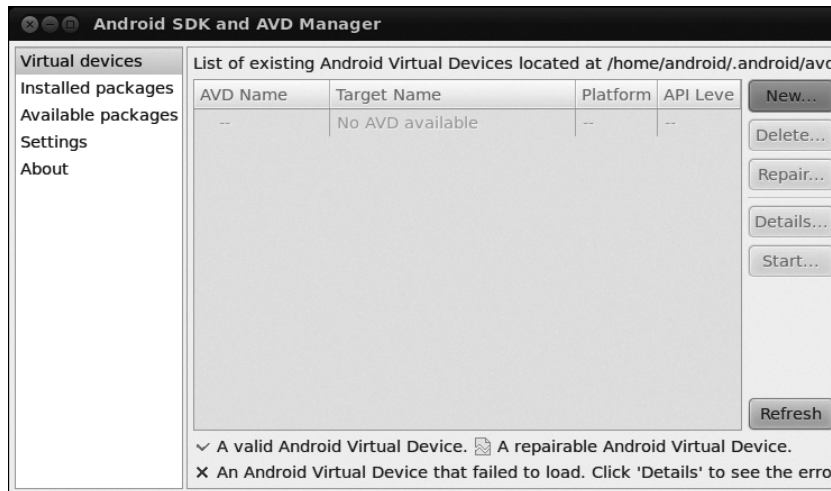 Android SDK and AVD Manager
Virtual devices
Installed packages
Available packages
Settings
About
List of existing Android Virtual Devices located at /home/android/.android/avd
AVD Name Target Name Platform API Leve
-- No AVD available -- --
New...
Delete...
Repair...
Details...
Start...
Refresh
A valid Android Virtual Device. A repairable Android Virtual Device.
An Android Virtual Device that failed to load. Click 'Details' to see the erro